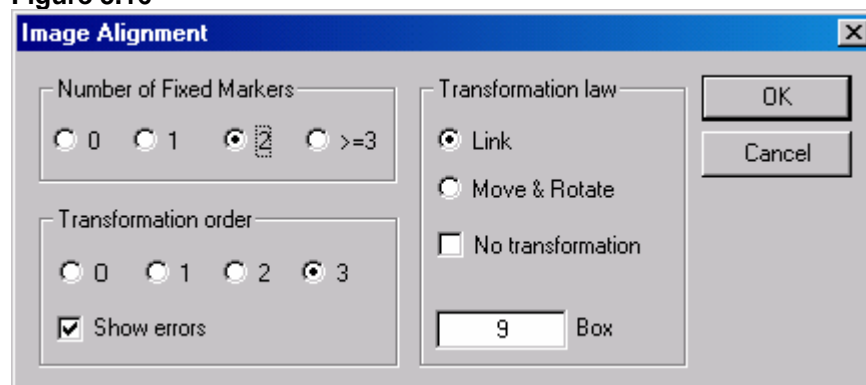 Image Alignment
Number of Fixed Markers
0 1 2 >=3
Transformation order
0 1 2 3
Show errors
Transformation law
Link
Move & Rotate
No transformation
9 Box
OK
Cancel